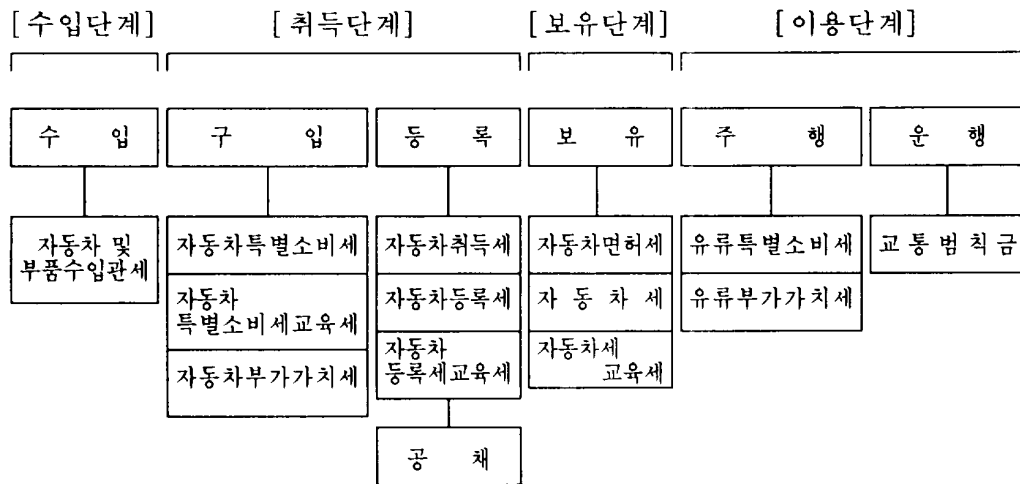 [수입단계] [취득단계] [보유단계] [이용단계]
수 입 구 입 등 록 보 유 주 행 운 행
자동차 및
부품수입관세
자동차특별소비세
자동차
특별소비세교육세
자동차부가가치세
자동차취득세
자동차등록세
자동차
등록세교육세
공 채
자동차면허세
자 동 차 세
자동차세
교육세
유류특별소비세
유류부가가치세
교통범칙금